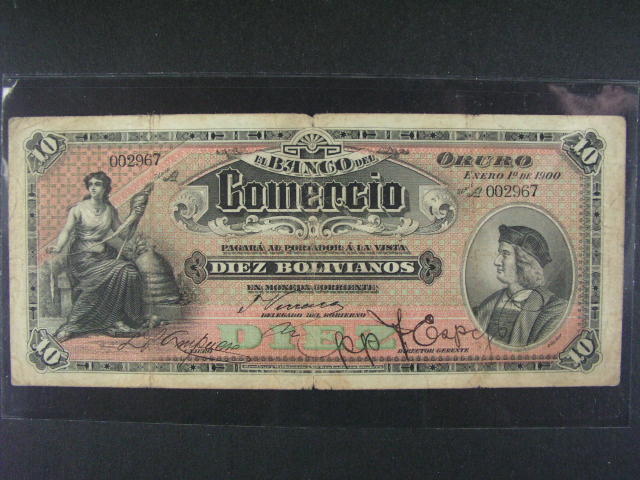 10
10
002967
EL BANCO DEL
ORURO
ENERO 1º DE 1900
002967
Comercio
PAGARÁ AL PORTADOR Á LA VISTA
DIEZ BOLIVIANOS
EN MONEDA CORRIENTE
DELEGADO DEL GOBIERNO
DIEZ
DIRECTOR GERENTE
10
10